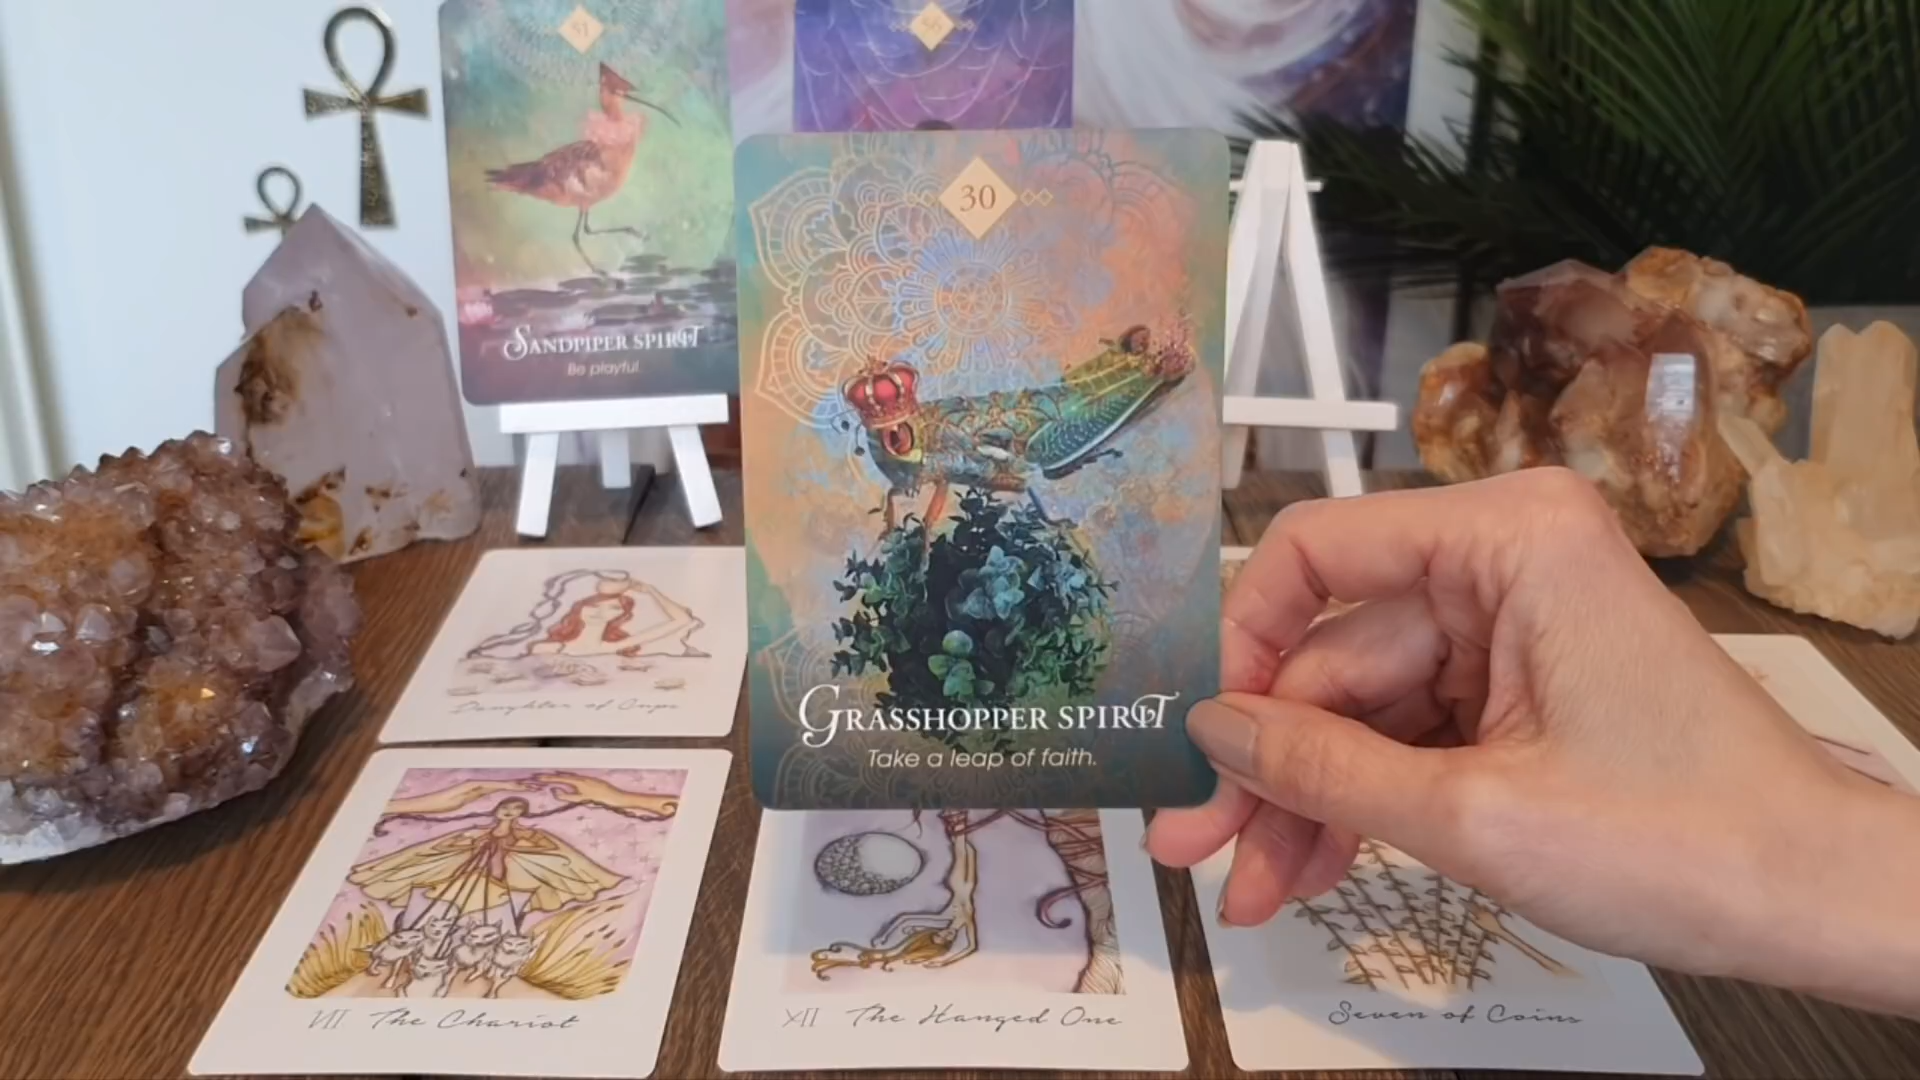 51
56
30
SANDPIPER SPIRIT
Be playful.
GRASSHOPPER SPIRIT
Take a leap of faith.
Daughter of Cups
VII The Chariot
XII The Hanged One
Seven of Coins